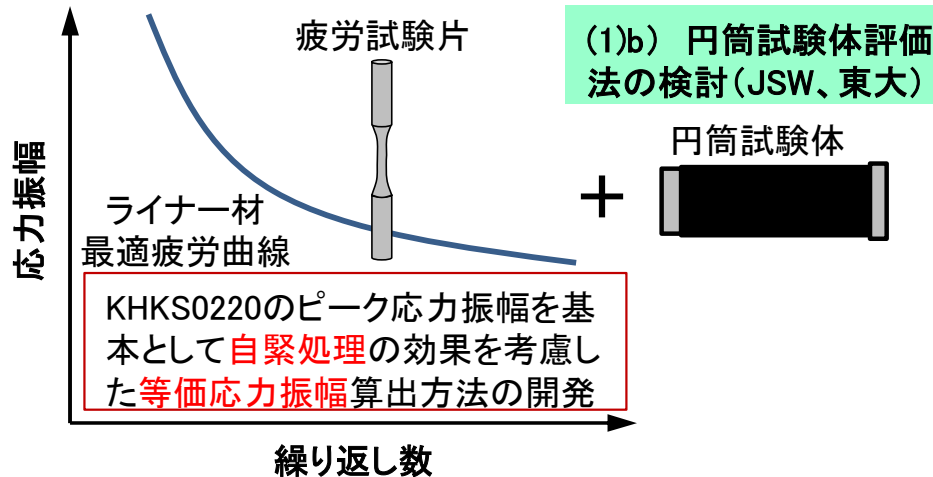 疲労試験片
(1)b) 円筒試験体評価
法の検討(JSW、東大)
円筒試験体
+
応力振幅
ライナー材
最適疲労曲線
KHKS0220のピーク応力振幅を基
本として自緊処理の効果を考慮し
た等価応力振幅算出方法の開発
繰り返し数